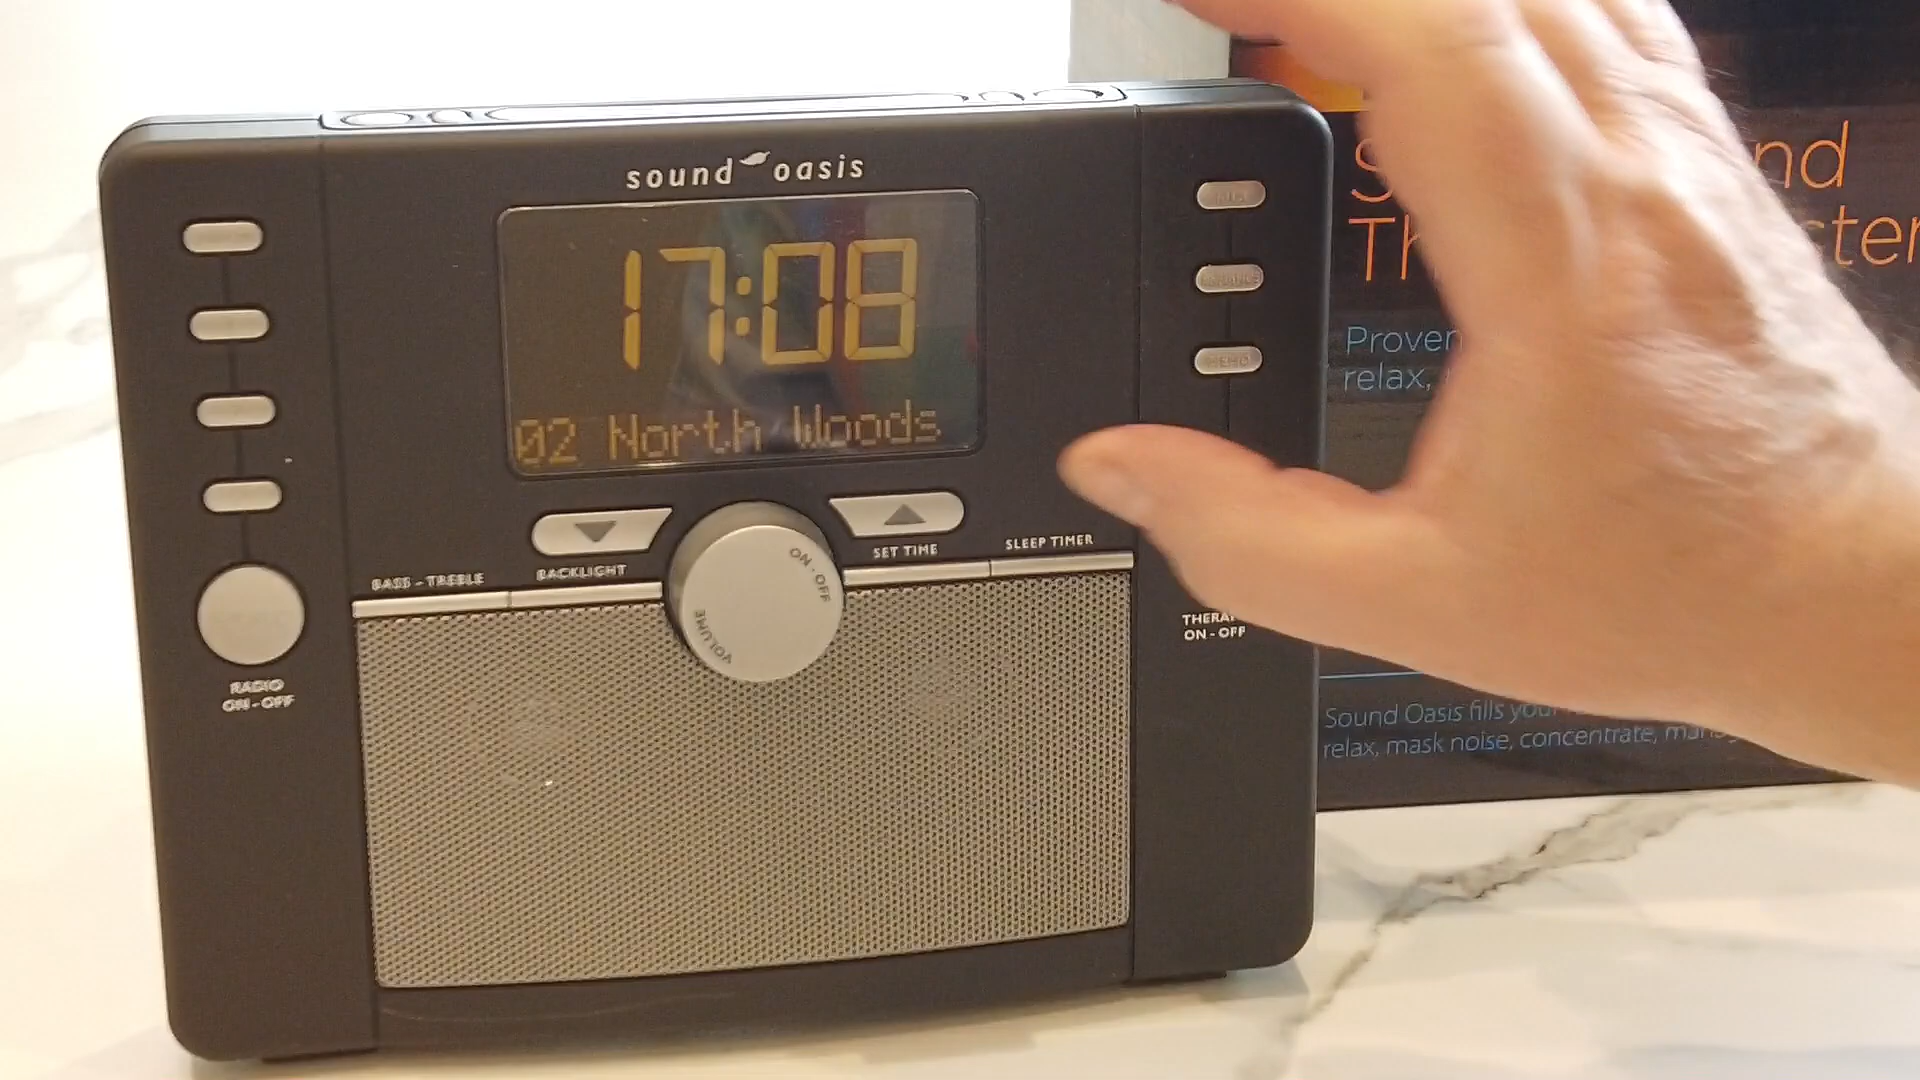 sound oasis
17:08
02 North Woods
SET TIME
SLEEP TIMER
BASS - TREBLE
BACKLIGHT
ON - OFF
VOLUME
RADIO
ON - OFF
ON - OFF
Proven
relax,
Sound Oasis fills
relax, mask noise, concentrate,